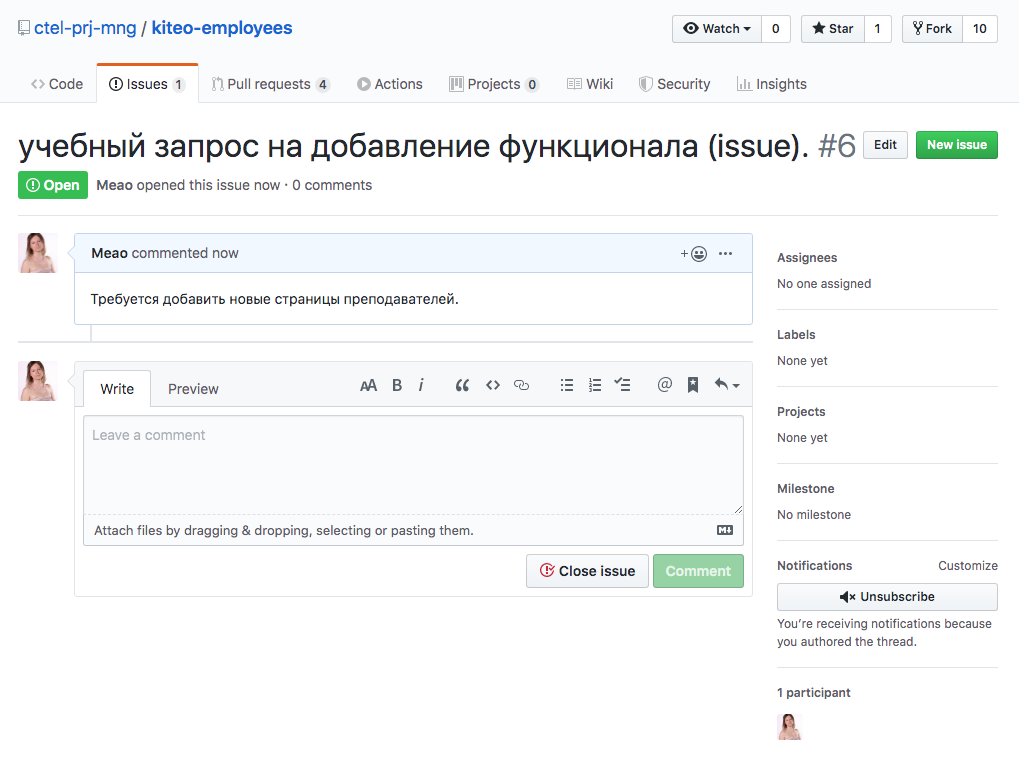 ctel-prj-mng / kiteo-employees
Watch 0 Star 1 Fork 10
Code Issues 1 Pull requests 4 Actions Projects 0 Wiki Security Insights
учебный запрос на добавление функционала (issue). #6 Edit New issue
Open Meao opened this issue now · 0 comments
Meao commented now
Требуется добавить новые страницы преподавателей.
Write Preview AA B i
Leave a comment
Attach files by dragging & dropping, selecting or pasting them.
Close issue Comment
Assignees
No one assigned
Labels
None yet
Projects
None yet
Milestone
No milestone
Notifications Customize
Unsubscribe
You’re receiving notifications because
you authored the thread.
1 participant